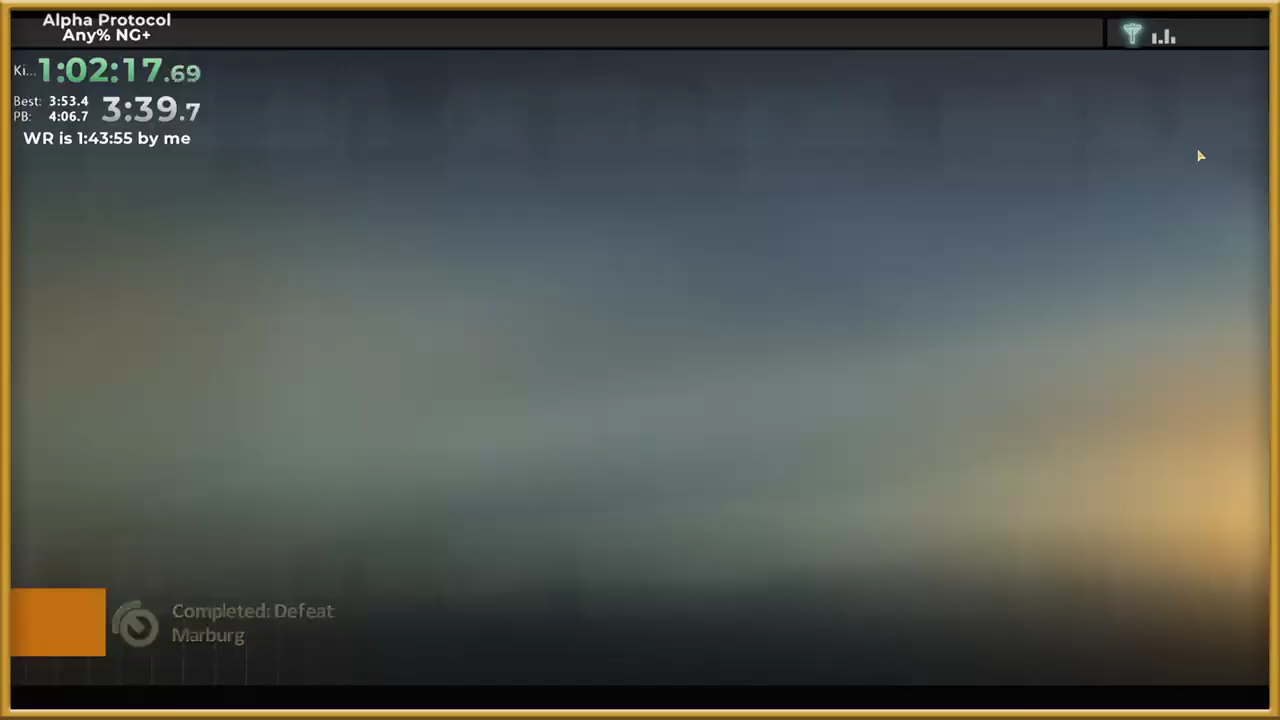 Alpha Protocol
Any% NG+
Ki... 1:02:17.69
Best: 3:53.4 3:39.7
PB: 4:06.7
WR is 1:43:55 by me
Completed: Defeat
Marburg